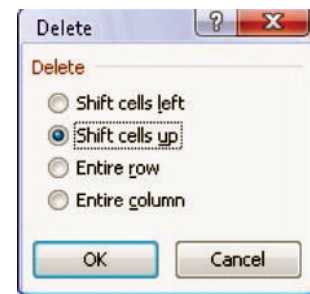 Delete
?
X
Delete
Shift cells left
Shift cells up
Entire row
Entire column
OK
Cancel